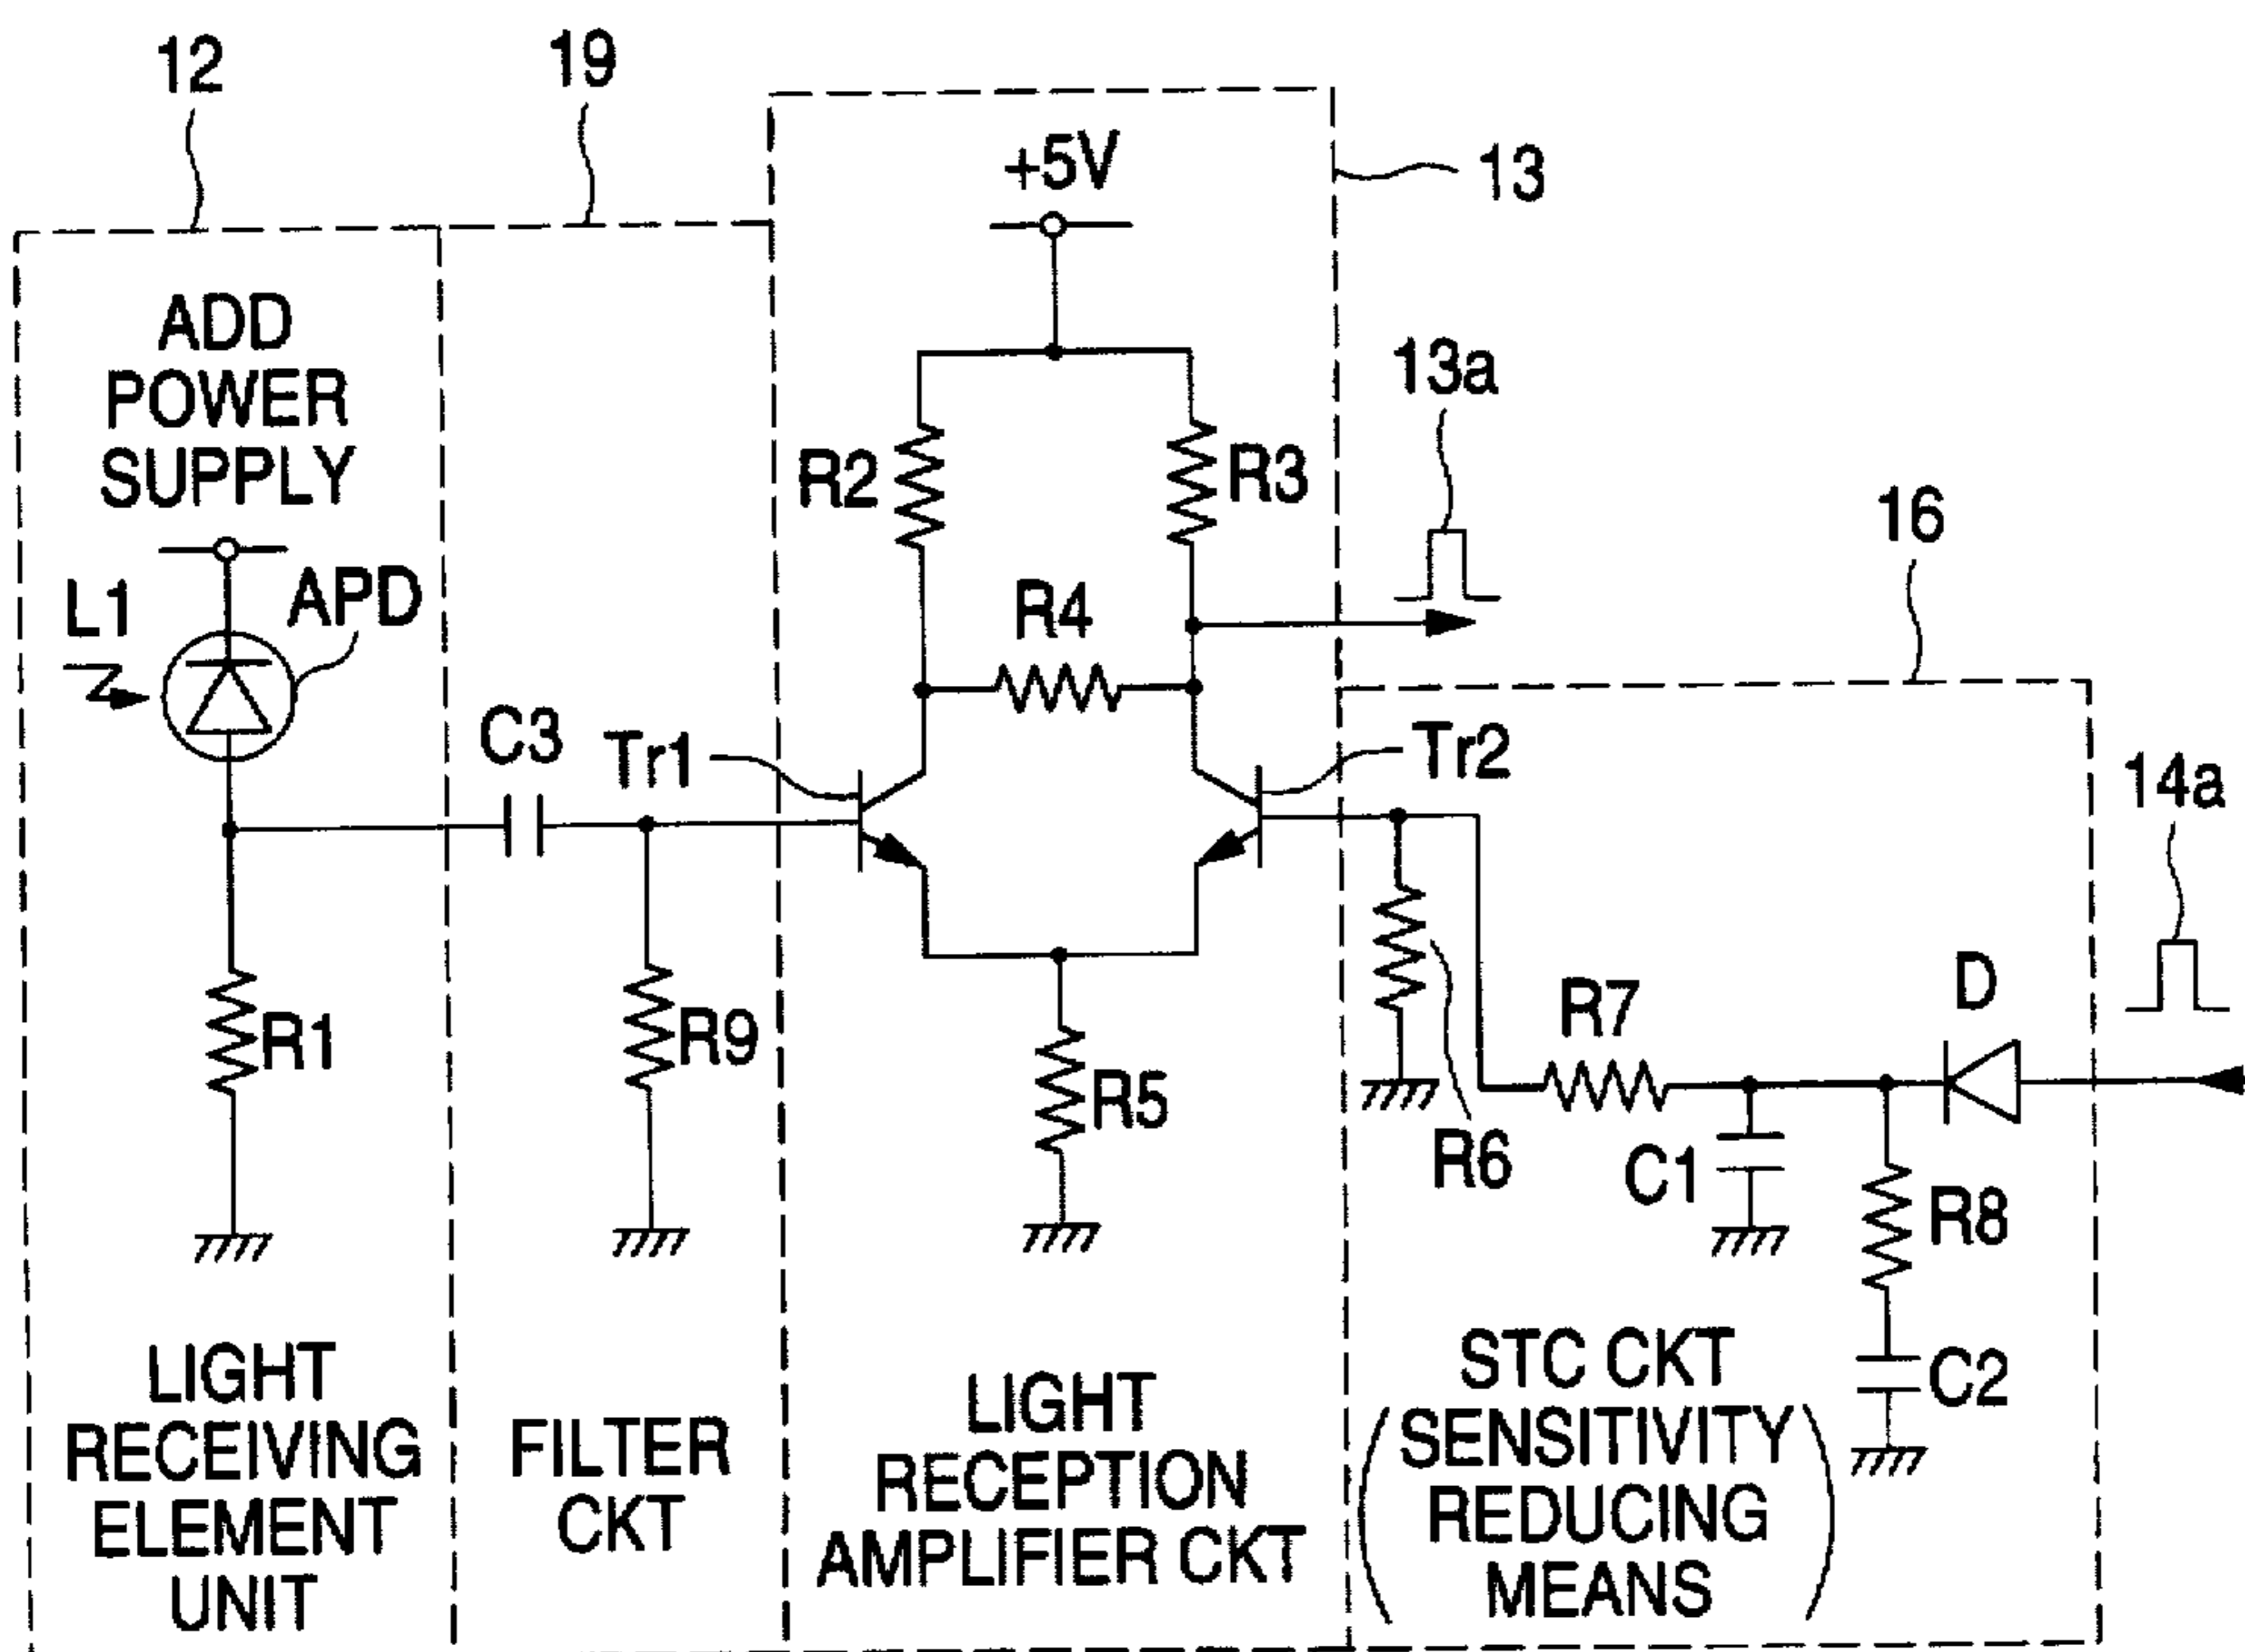 12
19
13
+5V
ADD
POWER
SUPPLY
13a
R2
R3
16
L1
APD
R4
C3
Tr1
Tr2
14a
D
R1
R9
R5
R7
R6
C1
R8
C2
LIGHT
RECEIVING
ELEMENT
UNIT
FILTER
CKT
LIGHT
RECEPTION
AMPLIFIER CKT
STC CKT
(SENSITIVITY
REDUCING
MEANS)